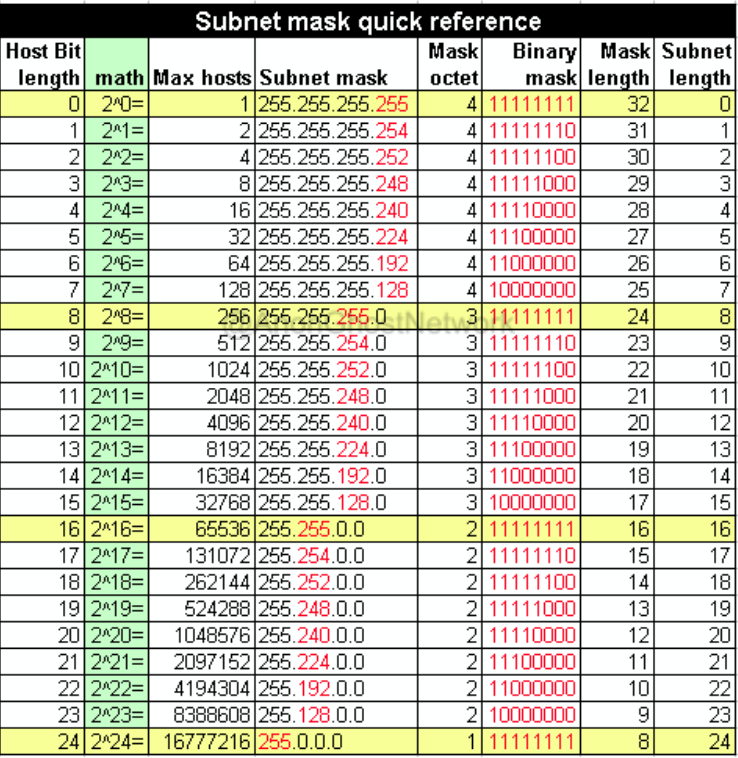 Subnet mask quick reference
Host Bit length math Max hosts Subnet mask Mask octet Binary mask Mask length Subnet length
0 2^0= 1 255.255.255.255 4 11111111 32 0
1 2^1= 2 255.255.255.254 4 11111110 31 1
2 2^2= 4 255.255.255.252 4 11111100 30 2
3 2^3= 8 255.255.255.248 4 11111000 29 3
4 2^4= 16 255.255.255.240 4 11110000 28 4
5 2^5= 32 255.255.255.224 4 11100000 27 5
6 2^6= 64 255.255.255.192 4 11000000 26 6
7 2^7= 128 255.255.255.128 4 10000000 25 7
8 2^8= 256 255.255.255.0 3 11111111 24 8
9 2^9= 512 255.255.254.0 3 11111110 23 9
10 2^10= 1024 255.255.252.0 3 11111100 22 10
11 2^11= 2048 255.255.248.0 3 11111000 21 11
12 2^12= 4096 255.255.240.0 3 11110000 20 12
13 2^13= 8192 255.255.224.0 3 11100000 19 13
14 2^14= 16384 255.255.192.0 3 11000000 18 14
15 2^15= 32768 255.255.128.0 3 10000000 17 15
16 2^16= 65536 255.255.0.0 2 11111111 16 16
17 2^17= 131072 255.254.0.0 2 11111110 15 17
18 2^18= 262144 255.252.0.0 2 11111100 14 18
19 2^19= 524288 255.248.0.0 2 11111000 13 19
20 2^20= 1048576 255.240.0.0 2 11110000 12 20
21 2^21= 2097152 255.224.0.0 2 11100000 11 21
22 2^22= 4194304 255.192.0.0 2 11000000 10 22
23 2^23= 8388608 255.128.0.0 2 10000000 9 23
24 2^24= 16777216 255.0.0.0 1 11111111 8 24